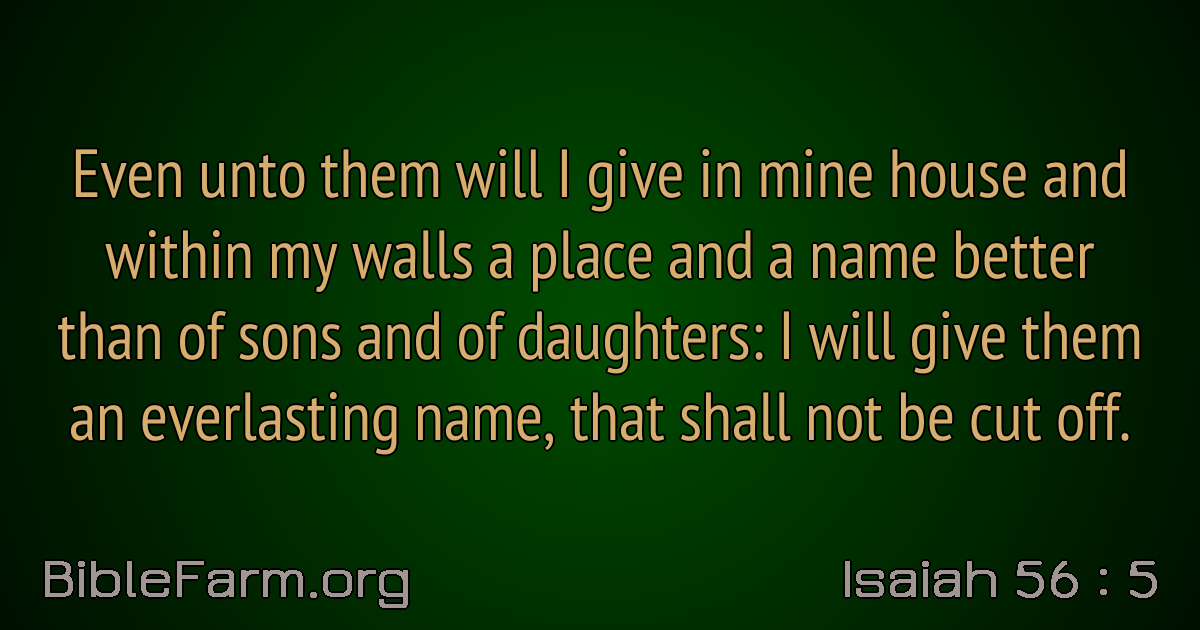 Even unto them will I give in mine house and
within my walls a place and a name better
than of sons and of daughters: I will give them
an everlasting name, that shall not be cut off.
BibleFarm.org
Isaiah 56 : 5